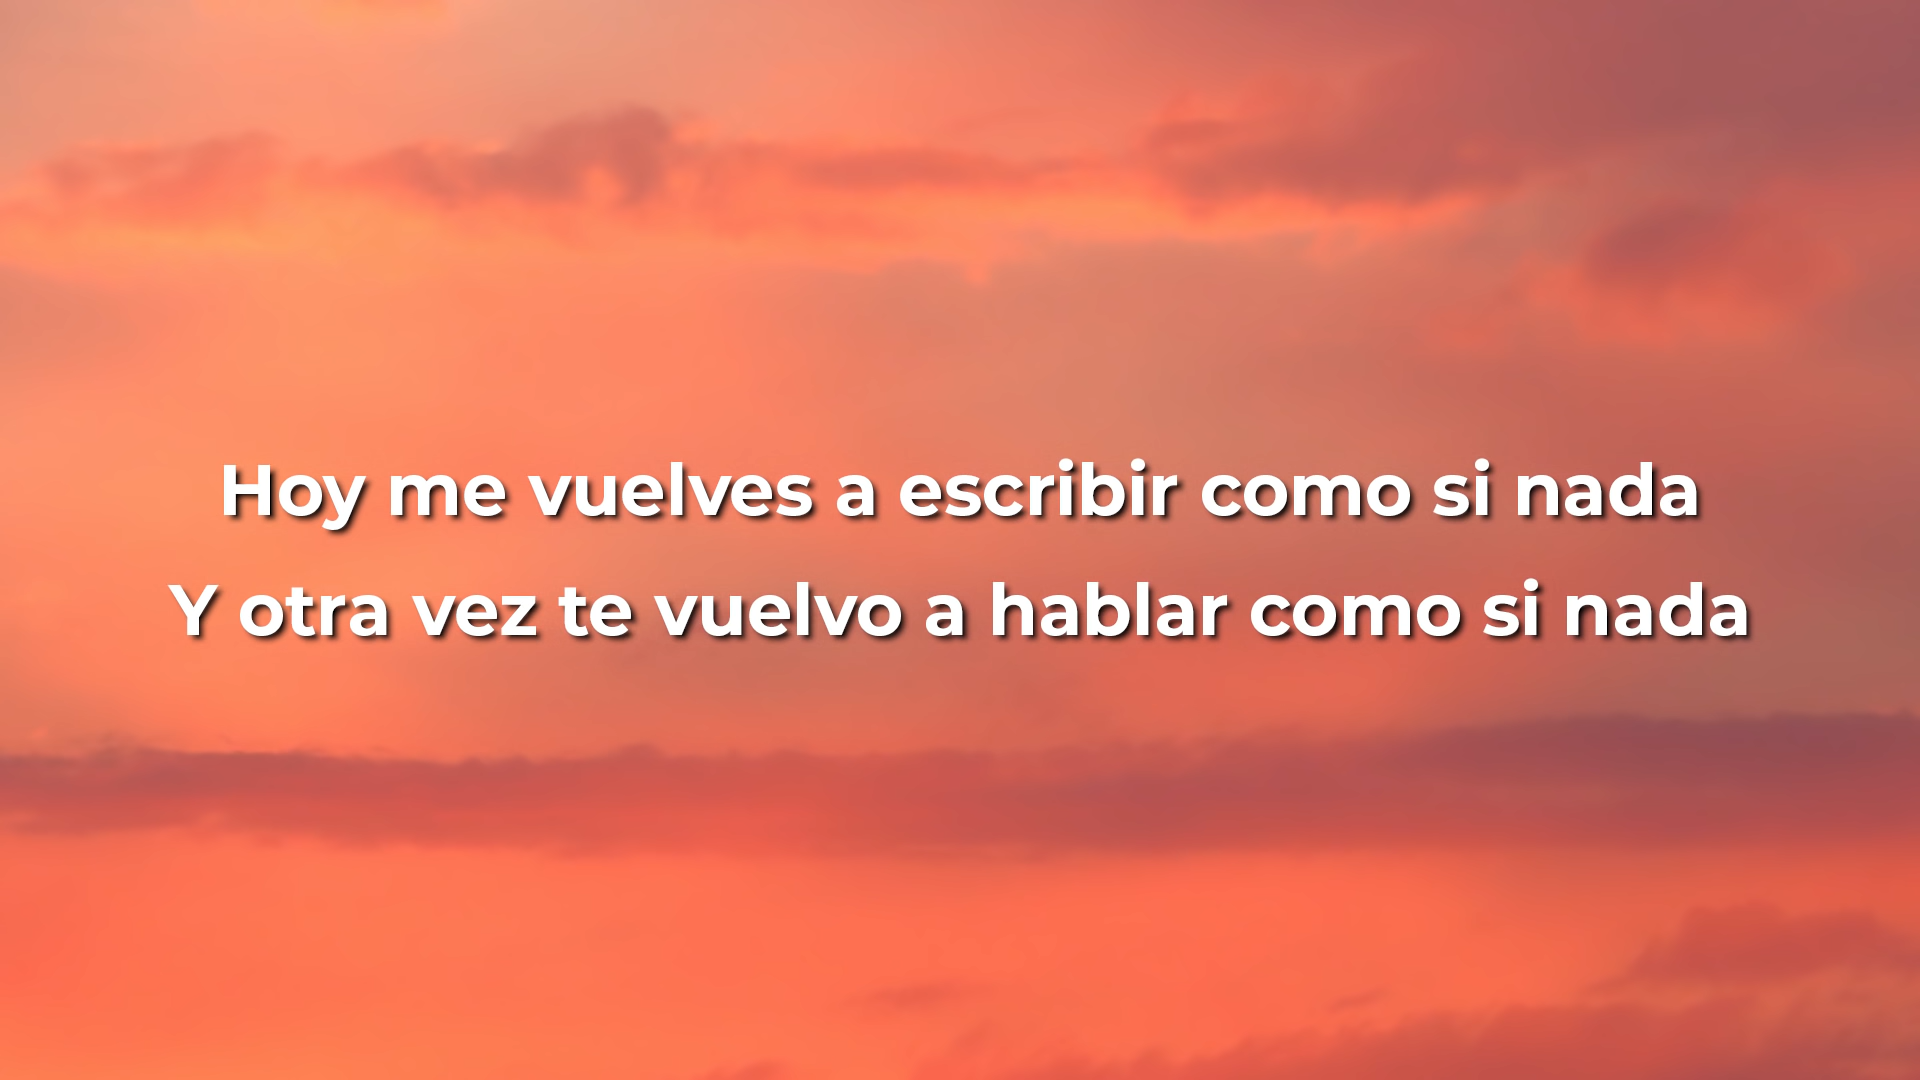 Hoy me vuelves a escribir como si nada
Y otra vez te vuelvo a hablar como si nada